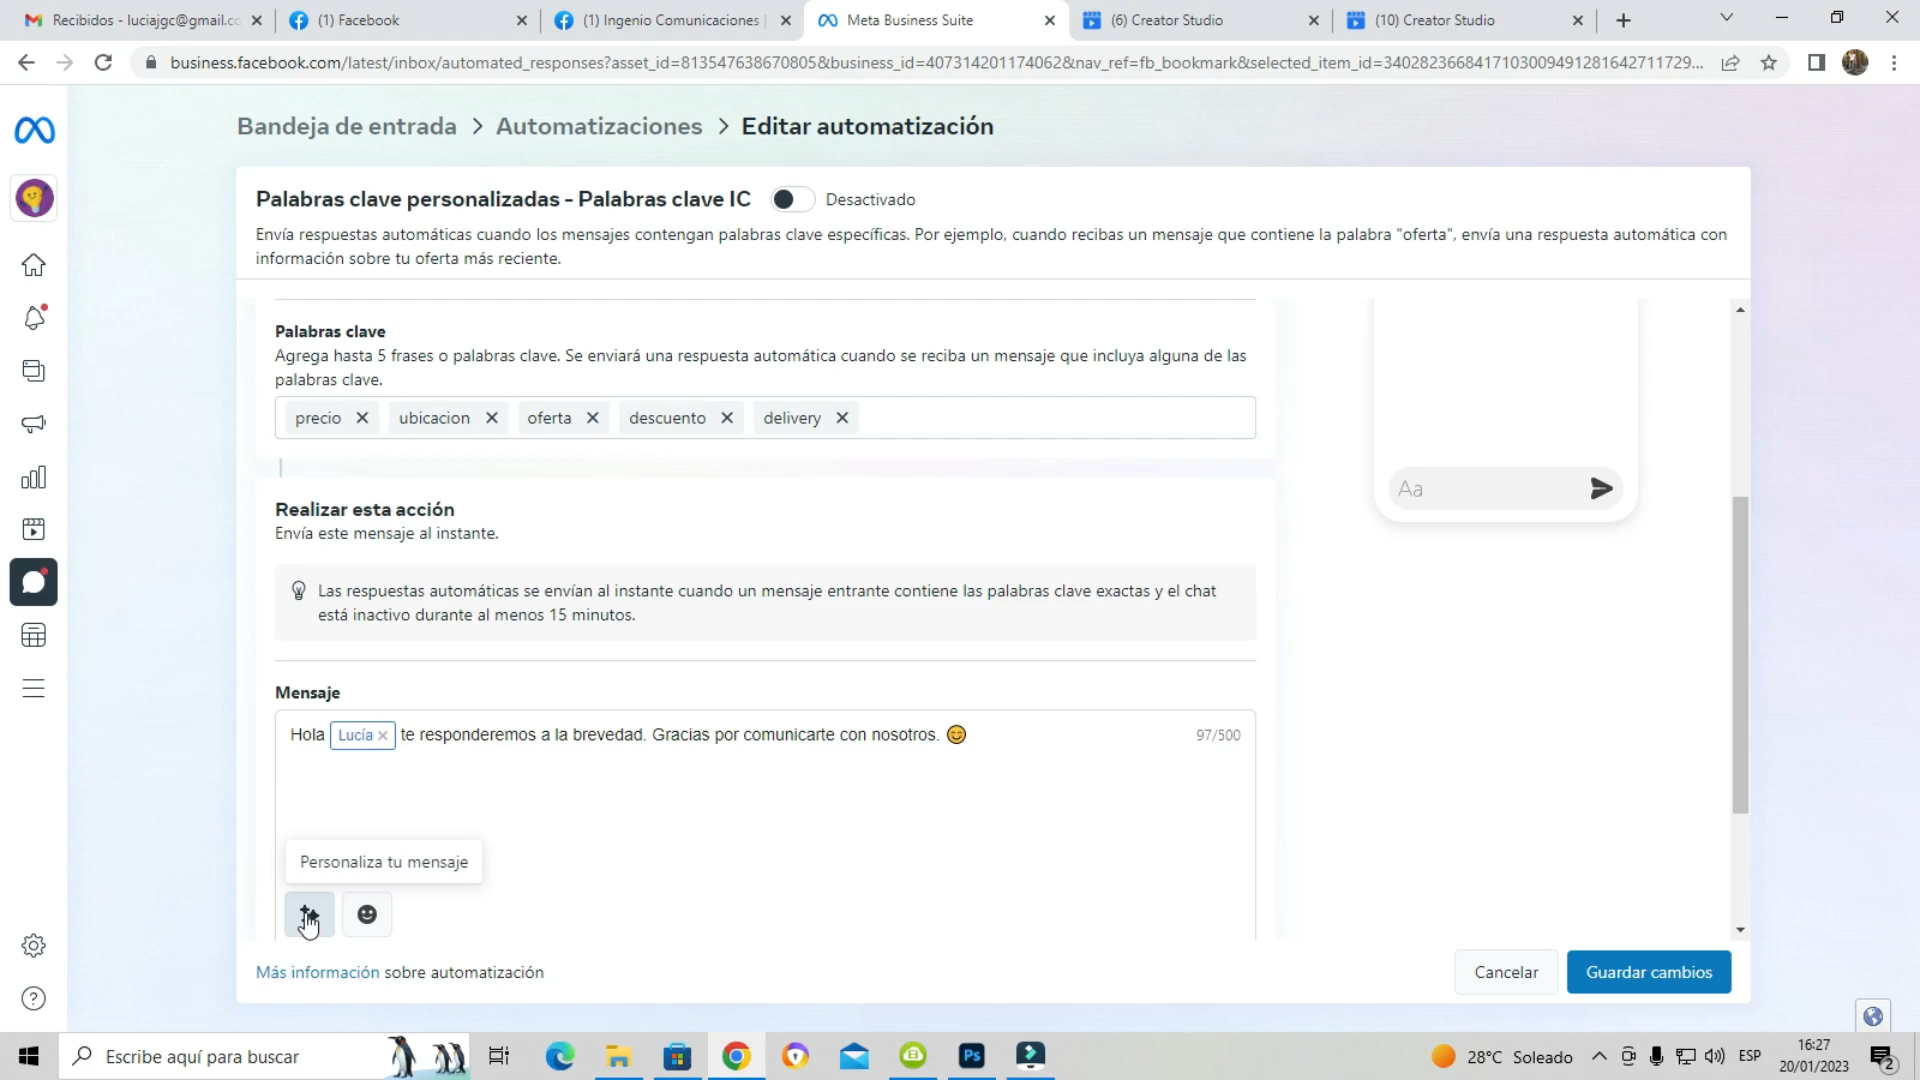 Recibidos - luciajgc@gmail.co
(1) Facebook
(1) Ingenio Comunicaciones |
Meta Business Suite
(6) Creator Studio
(10) Creator Studio
business.facebook.com/latest/inbox/automated_responses?asset_id=813547638670805&business_id=407314201174062&nav_ref=fb_bookmark&selected_item_id=340282366841710300949128164271172​9...
Bandeja de entrada > Automatizaciones > Editar automatización
Palabras clave personalizadas - Palabras clave IC
Desactivado
Envía respuestas automáticas cuando los mensajes contengan palabras clave específicas. Por ejemplo, cuando recibas un mensaje que contiene la palabra "oferta", envía una respuesta automática con
información sobre tu oferta más reciente.
Palabras clave
Agrega hasta 5 frases o palabras clave. Se enviará una respuesta automática cuando se reciba un mensaje que incluya alguna de las
palabras clave.
precio
ubicacion
oferta
descuento
delivery
Aa
Realizar esta acción
Envía este mensaje al instante.
Las respuestas automáticas se envían al instante cuando un mensaje entrante contiene las palabras clave exactas y el chat
está inactivo durante al menos 15 minutos.
Mensaje
Hola Lucía te responderemos a la brevedad. Gracias por comunicarte con nosotros. 😊
97/500
Personaliza tu mensaje
Más información sobre automatización
Cancelar
Guardar cambios
Escribe aquí para buscar
Ps
28°C Soleado
ESP
16:27
20/01/2023
2